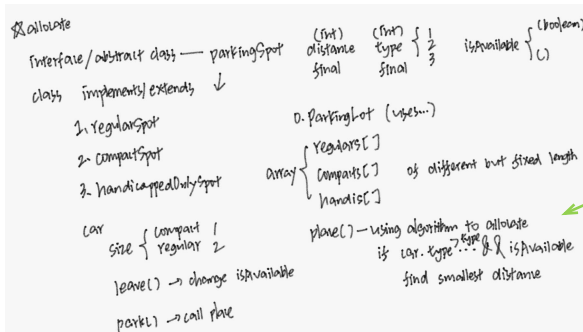 ☆allocate
interface/abstract class — parkingSpot
(int) distance final
(int) type final { 1 2 3
isAvailable { (boolean) ()
class implements/extends ↓
1. regularSpot
2. compactSpot
3. handicappedOnlySpot
0. ParkingLot (uses...)
array { regulars[]
compacts[]
handis[]
of different but fixed length
car
size { compact 1
regular 2
leave() → change isAvailable
park() → call place
place() — using algorithm to allocate
if car.type > type ... && isAvailable
find smallest distance